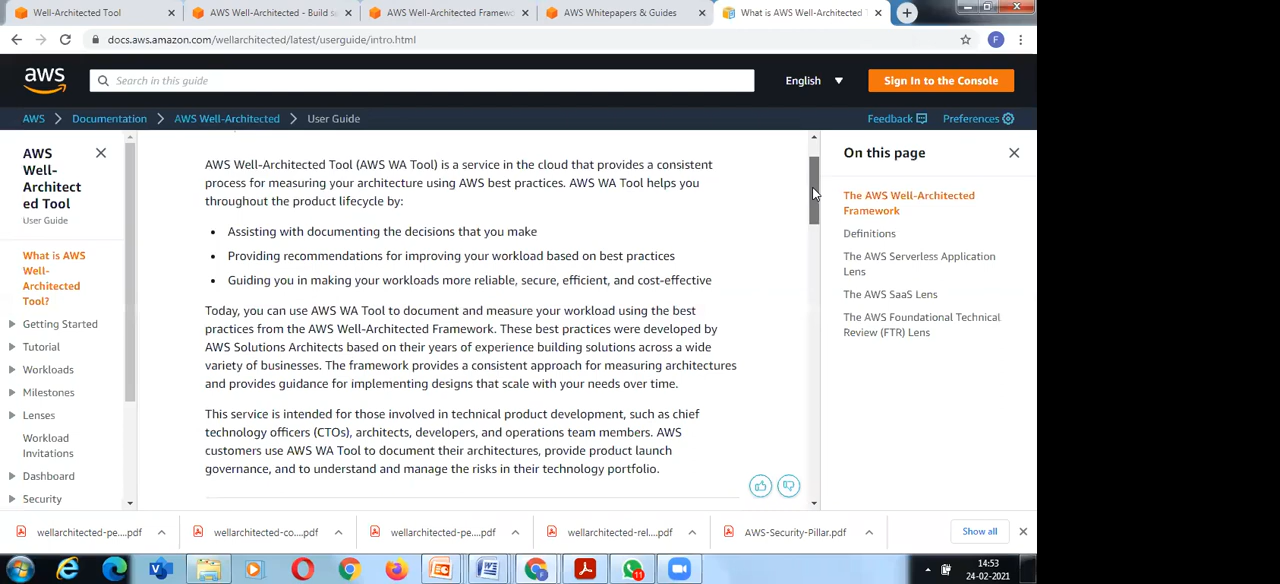 Well-Architected Tool
AWS Well-Architected - Build s
AWS Well-Architected Framewo
AWS Whitepapers & Guides
What is AWS Well-Architected T
docs.aws.amazon.com/wellarchitected/latest/userguide/intro.html
F
aws
Search in this guide
English
Sign In to the Console
AWS > Documentation > AWS Well-Architected > User Guide
Feedback
Preferences
AWS
Well-
Architect
ed Tool
User Guide
What is AWS
Well-
Architected
Tool?
Getting Started
Tutorial
Workloads
Milestones
Lenses
Workload
Invitations
Dashboard
Security
AWS Well-Architected Tool (AWS WA Tool) is a service in the cloud that provides a consistent
process for measuring your architecture using AWS best practices. AWS WA Tool helps you
throughout the product lifecycle by:
• Assisting with documenting the decisions that you make
• Providing recommendations for improving your workload based on best practices
• Guiding you in making your workloads more reliable, secure, efficient, and cost-effective
Today, you can use AWS WA Tool to document and measure your workload using the best
practices from the AWS Well-Architected Framework. These best practices were developed by
AWS Solutions Architects based on their years of experience building solutions across a wide
variety of businesses. The framework provides a consistent approach for measuring architectures
and provides guidance for implementing designs that scale with your needs over time.
This service is intended for those involved in technical product development, such as chief
technology officers (CTOs), architects, developers, and operations team members. AWS
customers use AWS WA Tool to document their architectures, provide product launch
governance, and to understand and manage the risks in their technology portfolio.
On this page
The AWS Well-Architected
Framework
Definitions
The AWS Serverless Application
Lens
The AWS SaaS Lens
The AWS Foundational Technical
Review (FTR) Lens
wellarchitected-pe....pdf
wellarchitected-co....pdf
wellarchitected-pe....pdf
wellarchitected-rel....pdf
AWS-Security-Pillar.pdf
Show all
11
14:53
24-02-2021